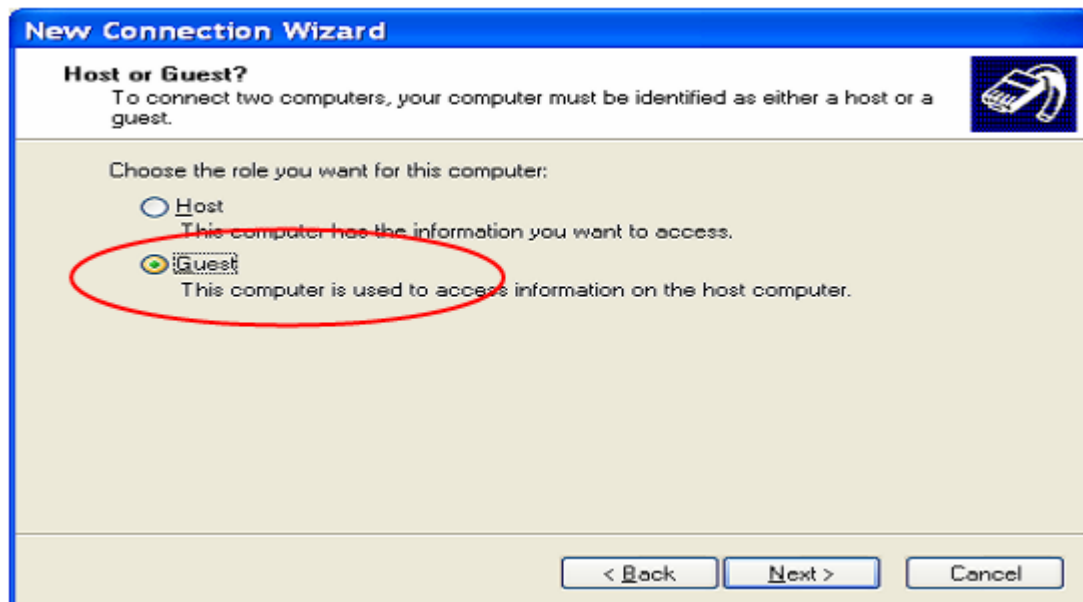 New Connection Wizard
Host or Guest?
To connect two computers, your computer must be identified as either a host or a
guest.
Choose the role you want for this computer:
Host
This computer has the information you want to access.
Guest
This computer is used to access information on the host computer.
< Back Next > Cancel